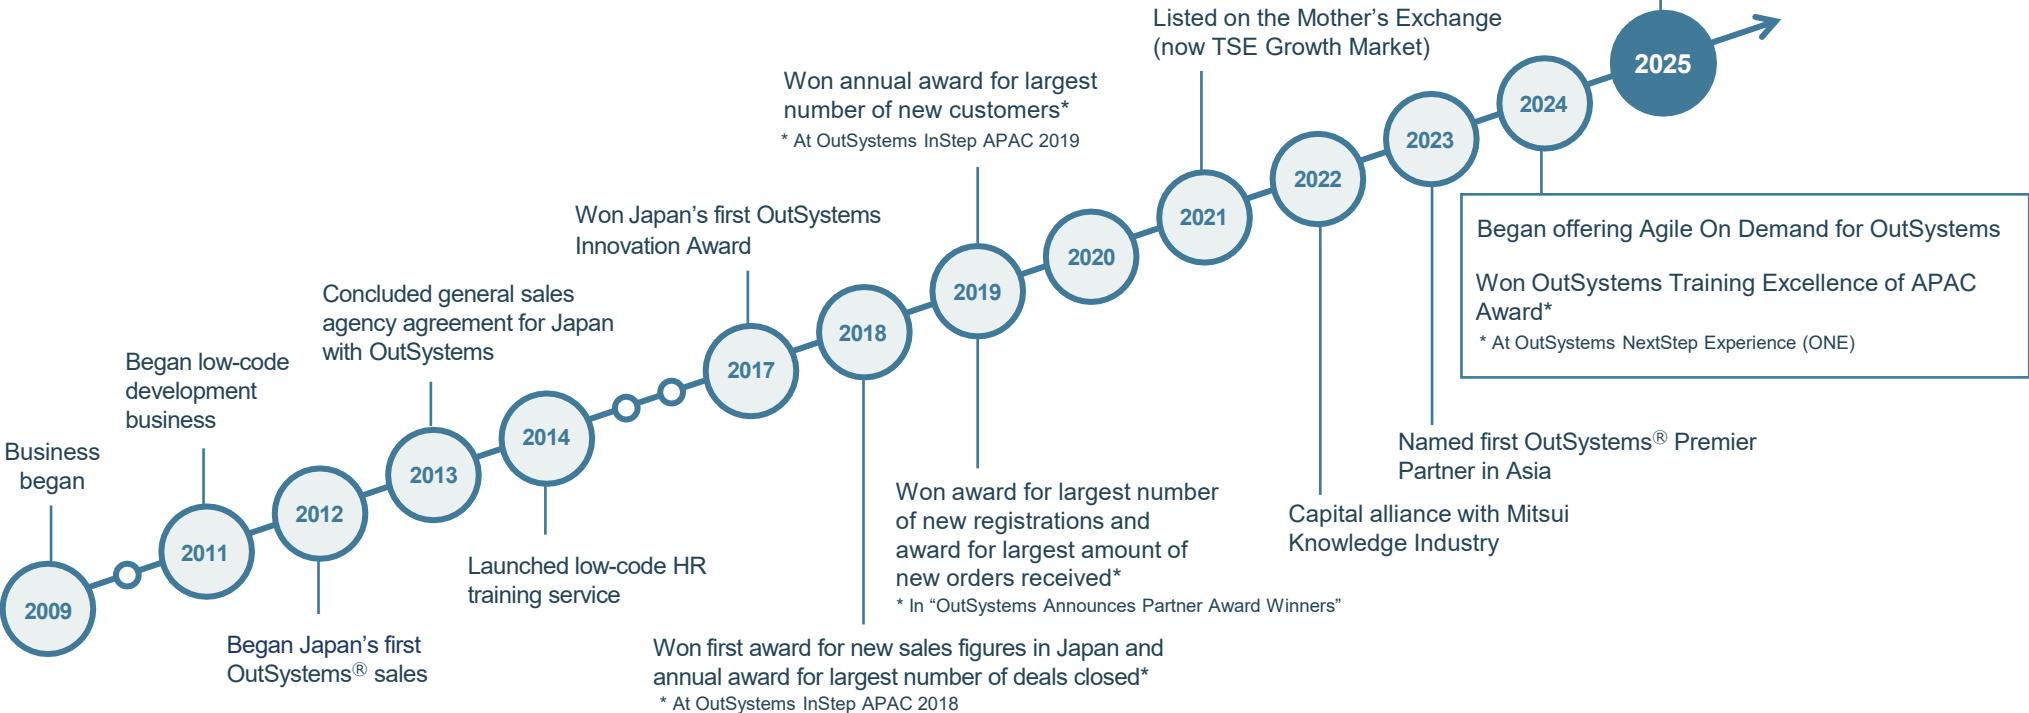 Business
began
2009
Began low-code
development
business
2011
2012
Began Japan's first
OutSystems® sales
Concluded general sales
agency agreement for Japan
with OutSystems
2013
2014
Launched low-code HR
training service
Won Japan's first OutSystems
Innovation Award
2017
2018
Won first award for new sales figures in Japan and
annual award for largest number of deals closed*
* At OutSystems InStep APAC 2018
Won annual award for largest
number of new customers*
* At OutSystems InStep APAC 2019
2019
Won award for largest number
of new registrations and
award for largest amount of
new orders received*
* In “OutSystems Announces Partner Award Winners”
2020
Listed on the Mother’s Exchange
(now TSE Growth Market)
2021
2022
Capital alliance with Mitsui
Knowledge Industry
2023
Named first OutSystems® Premier
Partner in Asia
2024
Began offering Agile On Demand for OutSystems
Won OutSystems Training Excellence of APAC
Award*
* At OutSystems NextStep Experience (ONE)
2025